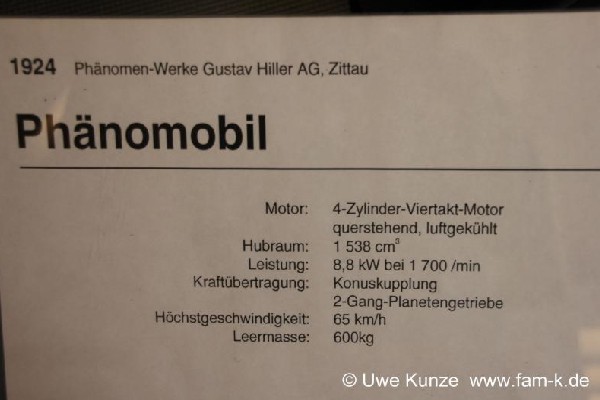 1924 Phänomen-Werke Gustav Hiller AG, Zittau
Phänomobil
Motor: 4-Zylinder-Viertakt-Motor
querstehend, luftgekühlt
Hubraum: 1 538 cm³
Leistung: 8,8 kW bei 1 700 /min
Kraftübertragung: Konuskupplung
2-Gang-Planetengetriebe
Höchstgeschwindigkeit: 65 km/h
Leermasse: 600kg
© Uwe Kunze www.fam-k.de